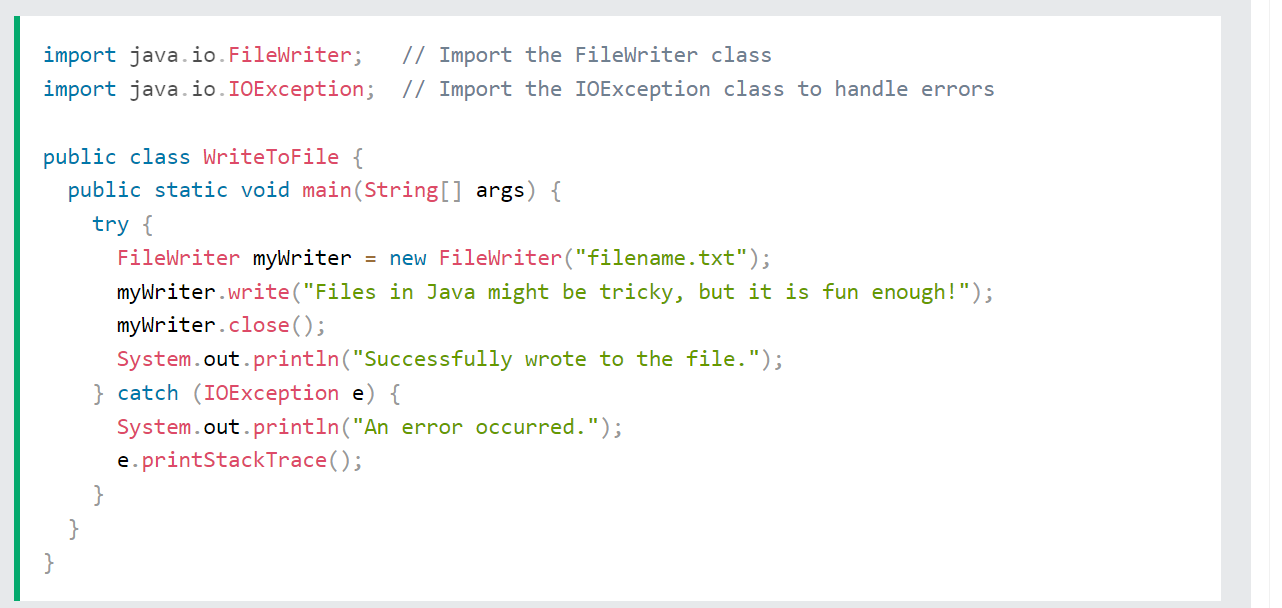 import java.io.FileWriter;   // Import the FileWriter class
import java.io.IOException;  // Import the IOException class to handle errors

public class WriteToFile {
  public static void main(String[] args) {
    try {
      FileWriter myWriter = new FileWriter("filename.txt");
      myWriter.write("Files in Java might be tricky, but it is fun enough!");
      myWriter.close();
      System.out.println("Successfully wrote to the file.");
    } catch (IOException e) {
      System.out.println("An error occurred.");
      e.printStackTrace();
    }
  }
}